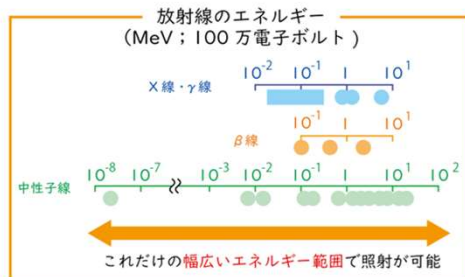 放射線のエネルギー
(MeV；100万電子ボルト)
X線・γ線
10⁻² 10⁻¹ 1 10¹
β線
10⁻¹ 1 10¹
中性子線
10⁻⁸ 10⁻⁷ 10⁻³ 10⁻² 10⁻¹ 1 10¹ 10²
これだけの幅広いエネルギー範囲で照射が可能